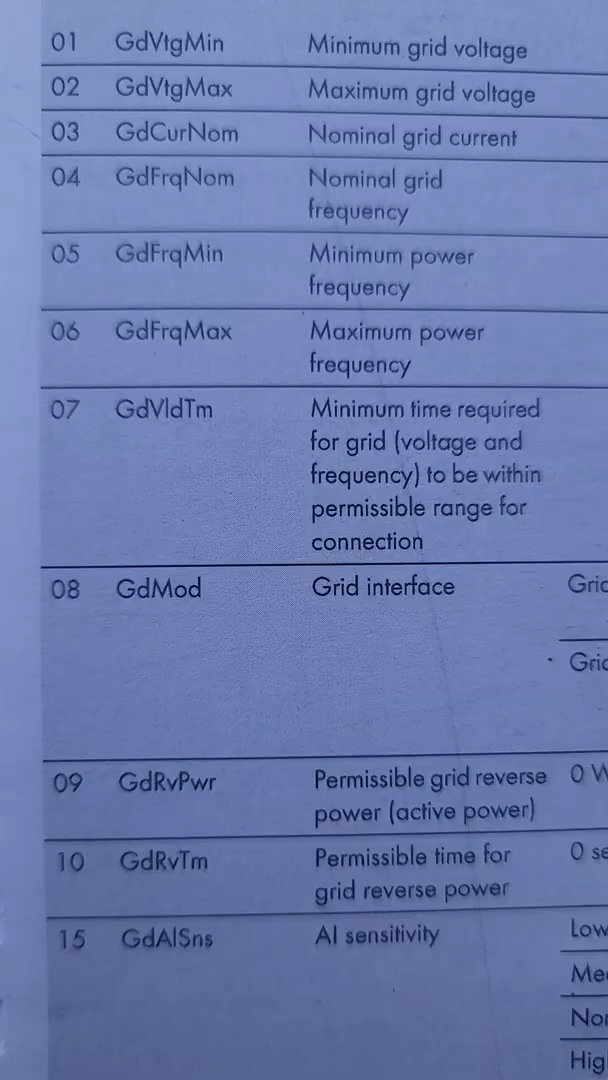 01 GdVtgMin Minimum grid voltage
02 GdVtgMax Maximum grid voltage
03 GdCurNom Nominal grid current
04 GdFrqNom Nominal grid
frequency
05 GdFrqMin Minimum power
frequency
06 GdFrqMax Maximum power
frequency
07 GdVldTm Minimum time required
for grid (voltage and
frequency) to be within
permissible range for
connection
08 GdMod Grid interface
09 GdRvPwr Permissible grid reverse 0 W
power (active power)
10 GdRvTm Permissible time for 0
grid reverse power
15 GdAISns AI sensitivity Low